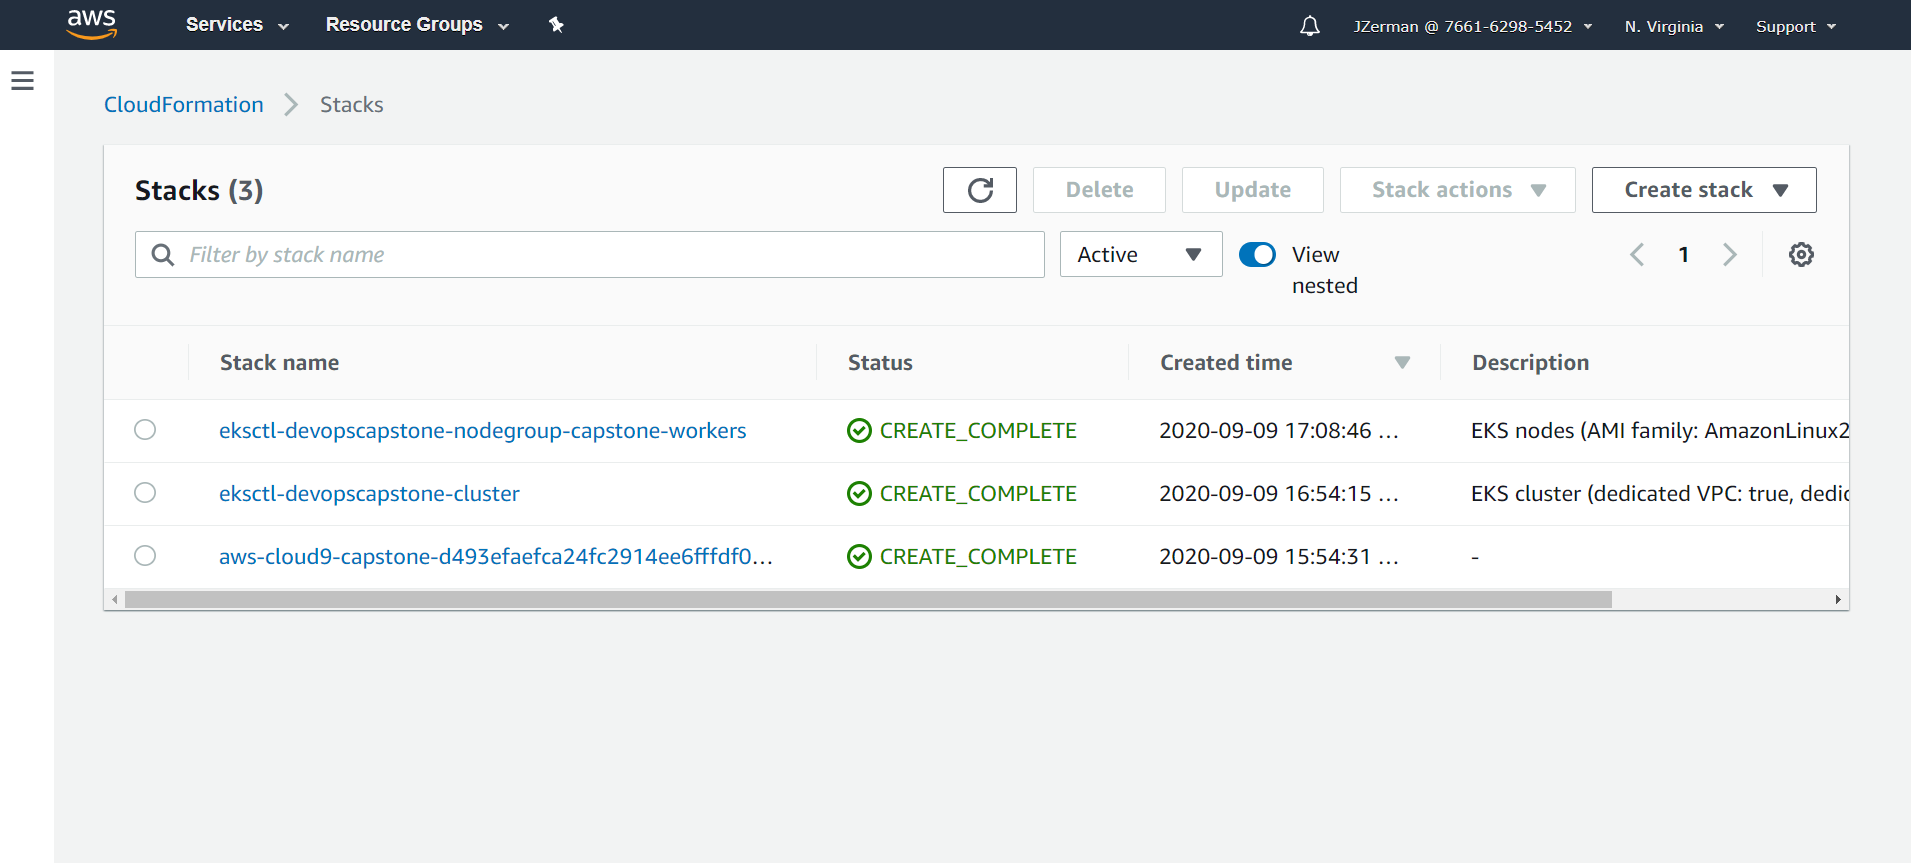 aws Services Resource Groups JZerman @ 7661-6298-5452 N. Virginia Support
CloudFormation Stacks
Stacks (3) Delete Update Stack actions Create stack
Filter by stack name Active View nested 1
Stack name Status Created time Description
eksctl-devopscapstone-nodegroup-capstone-workers CREATE_COMPLETE 2020-09-09 17:08:46 ... EKS nodes (AMI family: AmazonLinux2
eksctl-devopscapstone-cluster CREATE_COMPLETE 2020-09-09 16:54:15 ... EKS cluster (dedicated VPC: true, dedic
aws-cloud9-capstone-d493efaefca24fc2914ee6fffdf0... CREATE_COMPLETE 2020-09-09 15:54:31 ... -